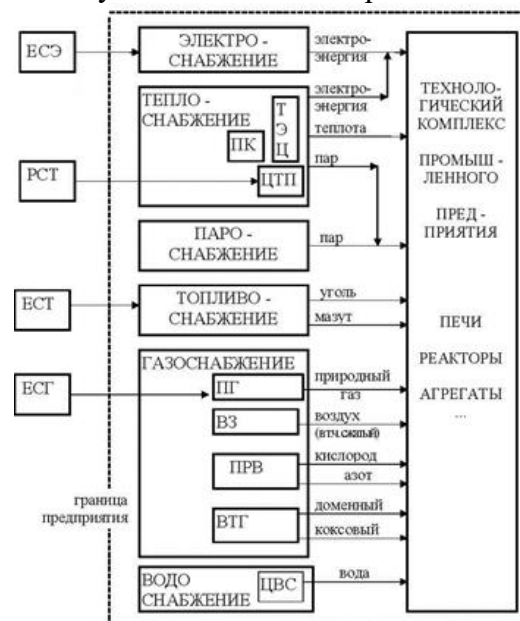 ЕСЭ
ЭЛЕКТРО -
СНАБЖЕНИЕ
электро-
энергия
ТЕПЛО -
СНАБЖЕНИЕ
ПК
Т
Э
Ц
ЦТП
электро-
энергия
теплота
пар
РСТ
ПАРО -
СНАБЖЕНИЕ
пар
ЕСТ
ТОПЛИВО -
СНАБЖЕНИЕ
уголь
мазут
ЕСГ
ГАЗОСНАБЖЕНИЕ
ПГ
природный
газ
ВЗ
воздух
(вт.ч.сжатый)
ПРВ
кислород
азот
ВТГ
доменный
коксовый
граница
предприятия
ВОДО
СНАБЖЕНИЕ
ЦВС
вода
ТЕХНОЛО-
ГИЧЕСКИЙ
КОМПЛЕКС
ПРОМЫШ -
ЛЕННОГО
ПРЕД -
ПРИЯТИЯ
ПЕЧИ
РЕАКТОРЫ
АГРЕГАТЫ
...